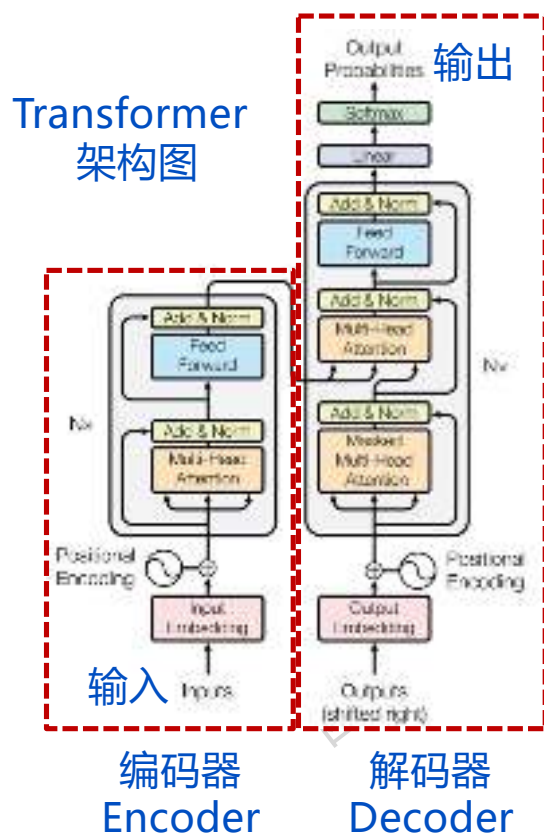 Output
Probabilities
输出
Transformer
架构图
Softmax
Linear
Add & Norm
Feed
Forward
Add & Norm
Multi-Head
Attention
Nx
Add & Norm
Masked
Multi-Head
Attention
Add & Norm
Feed
Forward
Nx
Add & Norm
Multi-Head
Attention
Positional
Encoding
Positional
Encoding
Input
Embedding
Output
Embedding
输入
Inputs
Outputs
(shifted right)
编码器
Encoder
解码器
Decoder